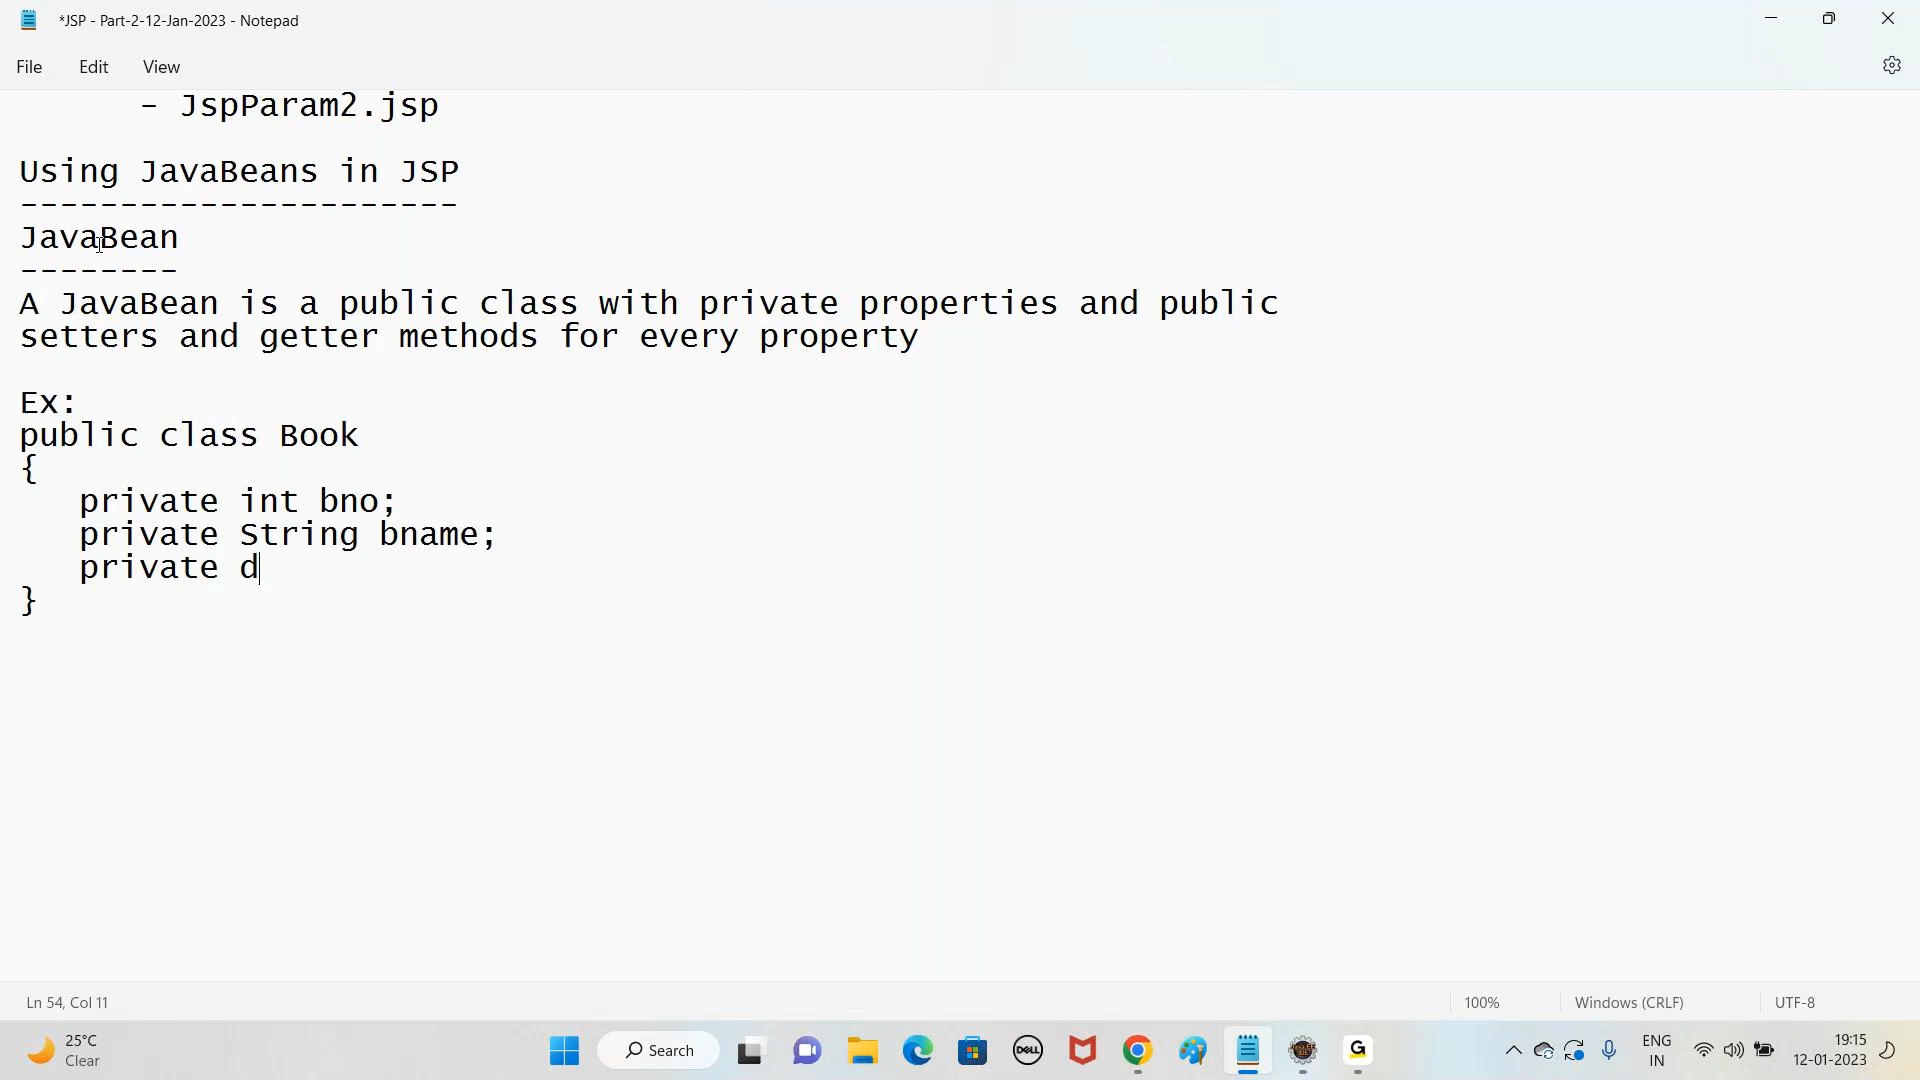 *JSP - Part-2-12-Jan-2023 - Notepad
File Edit View
- JspParam2.jsp
Using JavaBeans in JSP
----------------------
JavaBean
--------
A JavaBean is a public class with private properties and public
setters and getter methods for every property
Ex:
public class Book
{
private int bno;
private String bname;
private d
}
Ln 54, Col 11
100%
Windows (CRLF)
UTF-8
25°C
Clear
Search
DELL
G
ENG
IN
19:15
12-01-2023